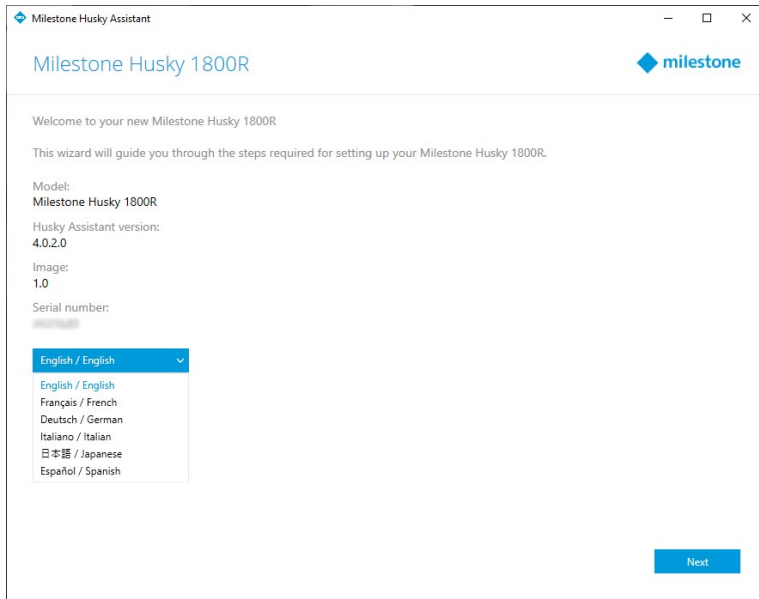 Milestone Husky Assistant
Milestone Husky 1800R
milestone
Welcome to your new Milestone Husky 1800R
This wizard will guide you through the steps required for setting up your Milestone Husky 1800R.
Model:
Milestone Husky 1800R
Husky Assistant version:
4.0.2.0
Image:
1.0
Serial number:
English / English
English / English
Français / French
Deutsch / German
Italiano / Italian
日本語 / Japanese
Español / Spanish
Next